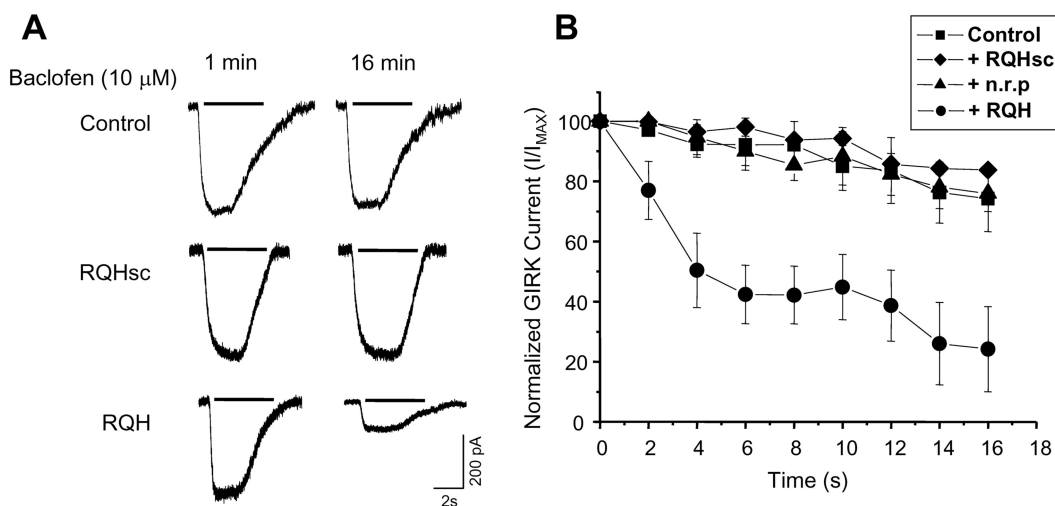 A
Baclofen (10 μM)
1 min
16 min
Control
RQHsc
RQH
200 pA
2s
B
Control
+ RQHsc
+ n.r.p
+ RQH
Normalized GIRK Current (I/IMAX)
100
80
60
40
20
0
0 2 4 6 8 10 12 14 16 18
Time (s)